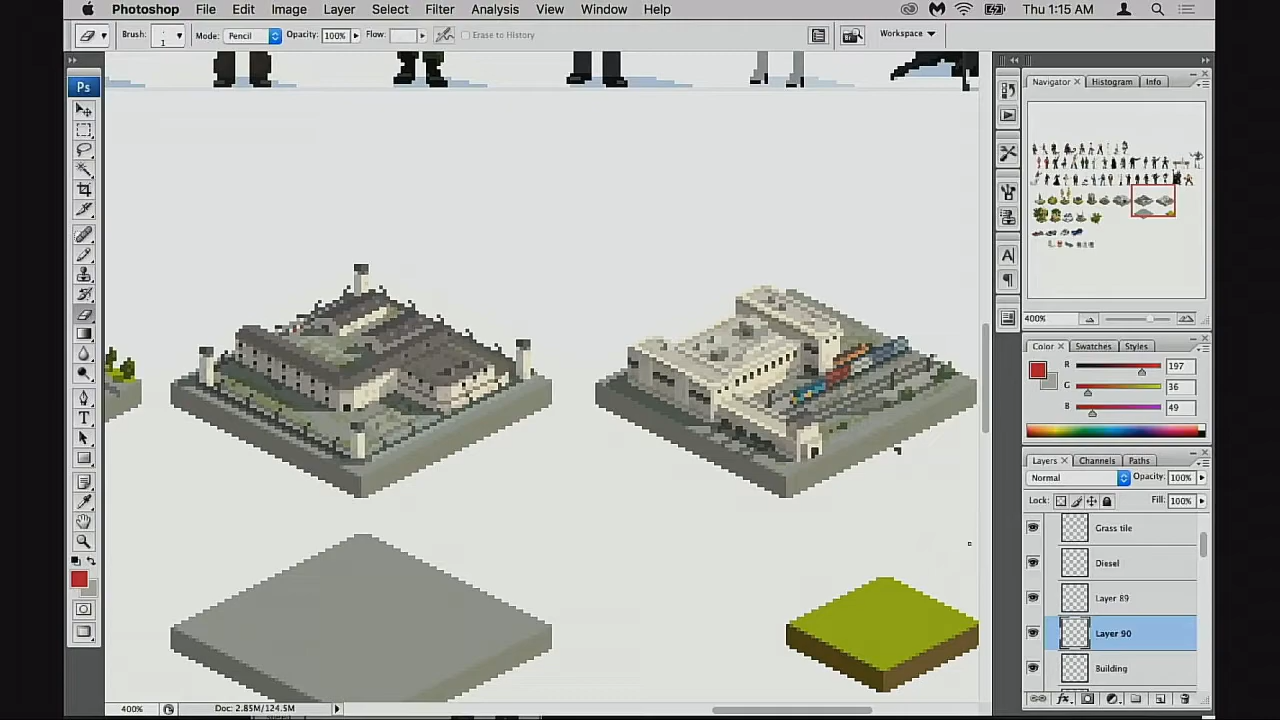 Photoshop File Edit Image Layer Select Filter Analysis View Window Help Thu 1:15 AM
Brush: 1 Mode: Pencil Opacity: 100% Flow: Erase to History Workspace
Ps
Navigator Histogram Info
400%
Color Swatches Styles
R 197
G 36
B 49
Layers Channels Paths
Normal Opacity: 100%
Lock: Fill: 100%
Grass tile
Diesel
Layer 89
Layer 90
Building
400% Doc: 2.85M/124.5M